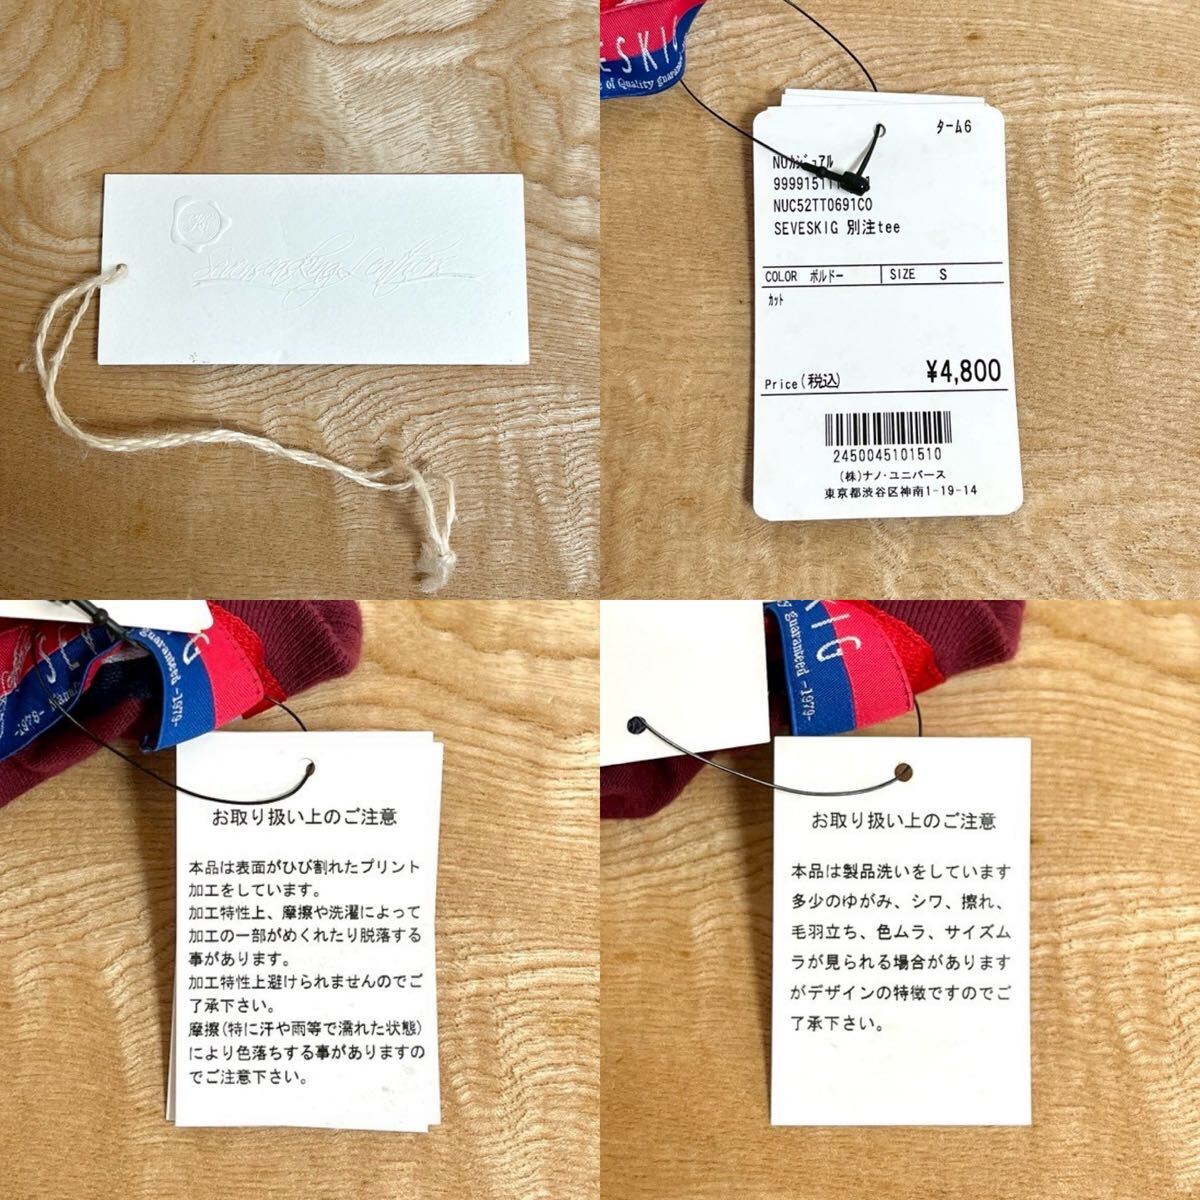 ESKIG
of Quality guarant
ﾀｰﾑ6
NUｶｼﾞｭｱﾙ
NUC52TT0691C0
SEVESKIG 別注tee
COLOR ﾎﾞﾙﾄﾞｰ SIZE S
ｶｯﾄ
Price(税込) ¥4,800
2450045101510
(株)ナノ・ユニバース
東京都渋谷区神南1-19-14
guaranteed -1979-
お取り扱い上のご注意
本品は表面がひび割れたプリント
加工をしています。
加工特性上、摩擦や洗濯によって
加工の一部がめくれたり脱落する
事があります。
加工特性上避けられませんのでご
了承下さい。
摩擦(特に汗や雨等で濡れた状態)
により色落ちする事がありますの
でご注意下さい。
KIG
guaranteed -1979-
お取り扱い上のご注意
本品は製品洗いをしています
多少のゆがみ、シワ、擦れ、
毛羽立ち、色ムラ、サイズム
ラが見られる場合があります
がデザインの特徴ですのでご
了承下さい。